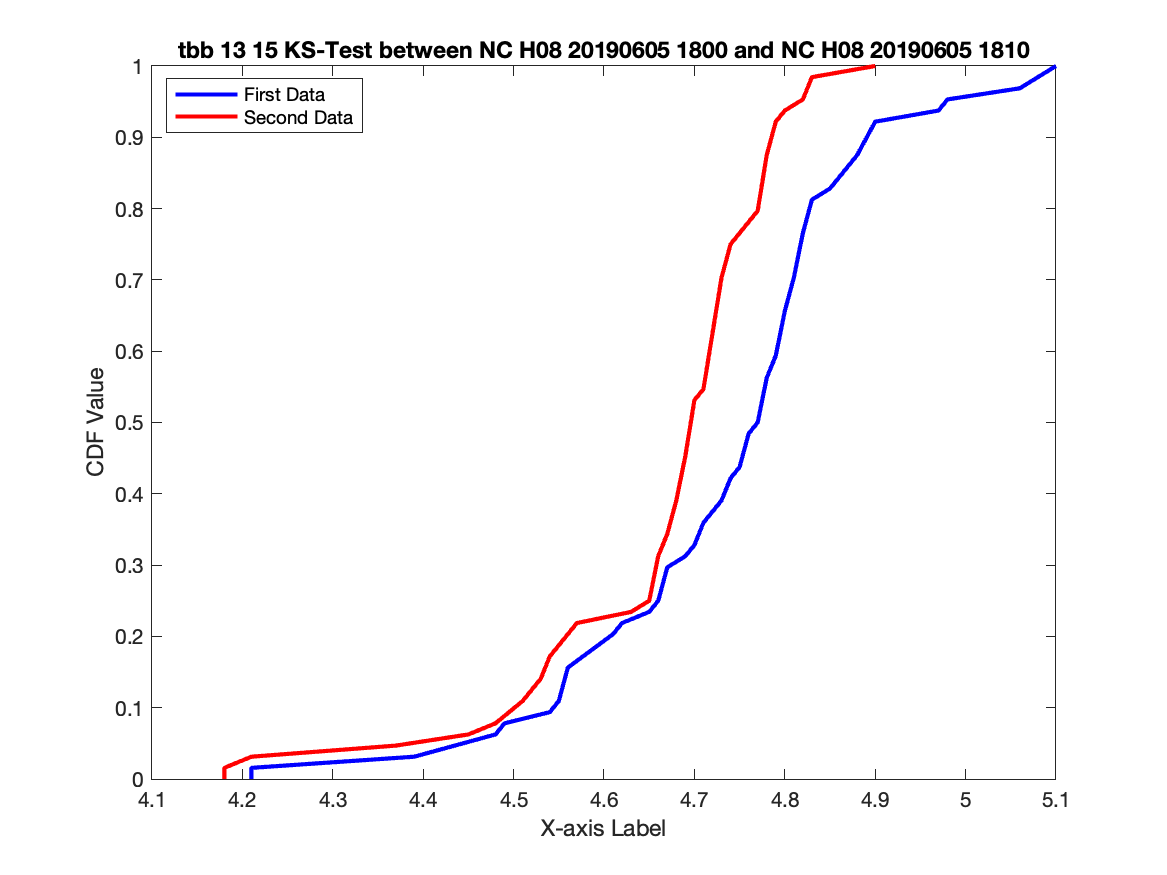 tbb 13 15 KS-Test between NC H08 20190605 1800 and NC H08 20190605 1810
First Data
Second Data
CDF Value
1
0.9
0.8
0.7
0.6
0.5
0.4
0.3
0.2
0.1
0
4.1 4.2 4.3 4.4 4.5 4.6 4.7 4.8 4.9 5 5.1
X-axis Label